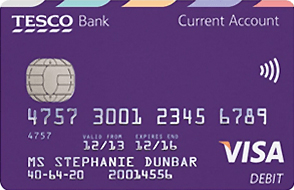 TESCO Bank Current Account
4757 3001 2345 6789
4757
VALID FROM EXPIRES END
12/13 12/16
VISA
DEBIT
MS STEPHANIE DUNBAR
40-64-20 20014556